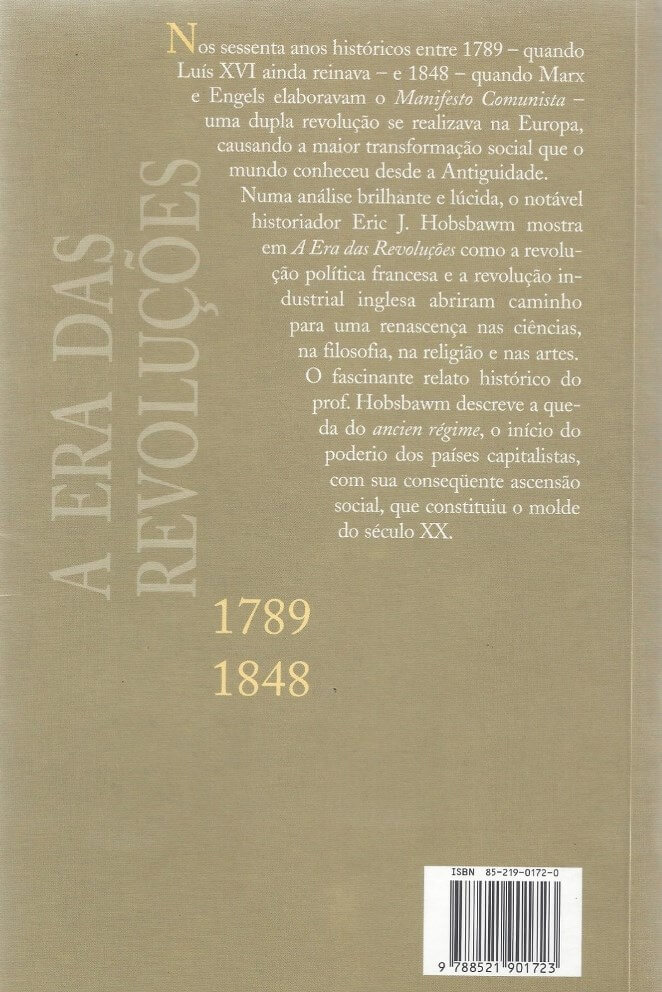 Nos sessenta anos históricos entre 1789 – quando
Luís XVI ainda reinava – e 1848 – quando Marx
e Engels elaboravam o Manifesto Comunista –
uma dupla revolução se realizava na Europa,
causando a maior transformação social que o
mundo conheceu desde a Antiguidade.
Numa análise brilhante e lúcida, o notável
historiador Eric J. Hobsbawm mostra
em A Era das Revoluções como a revolu-
ção política francesa e a revolução in-
dustrial inglesa abriram caminho
para uma renascença nas ciências,
na filosofia, na religião e nas artes.
O fascinante relato histórico do
prof. Hobsbawm descreve a que-
da do ancien régime, o início do
poderio dos países capitalistas,
com sua conseqüente ascensão
social, que constituiu o molde
do século XX.
A ERA DAS
REVOLUÇÕES
1789
1848
ISBN 85-219-0172-0
9 788521 901723